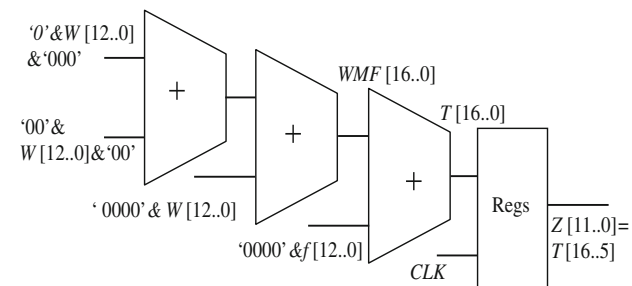 ‘0’&W [12..0]
&‘000’
‘00’&
W [12..0]&‘00’
+
‘ 0000’& W [12..0]
+
WMF [16..0]
‘0000’ &f [12..0]
+
T [16..0]
CLK
Regs
Z [11..0]=
T [16..5]